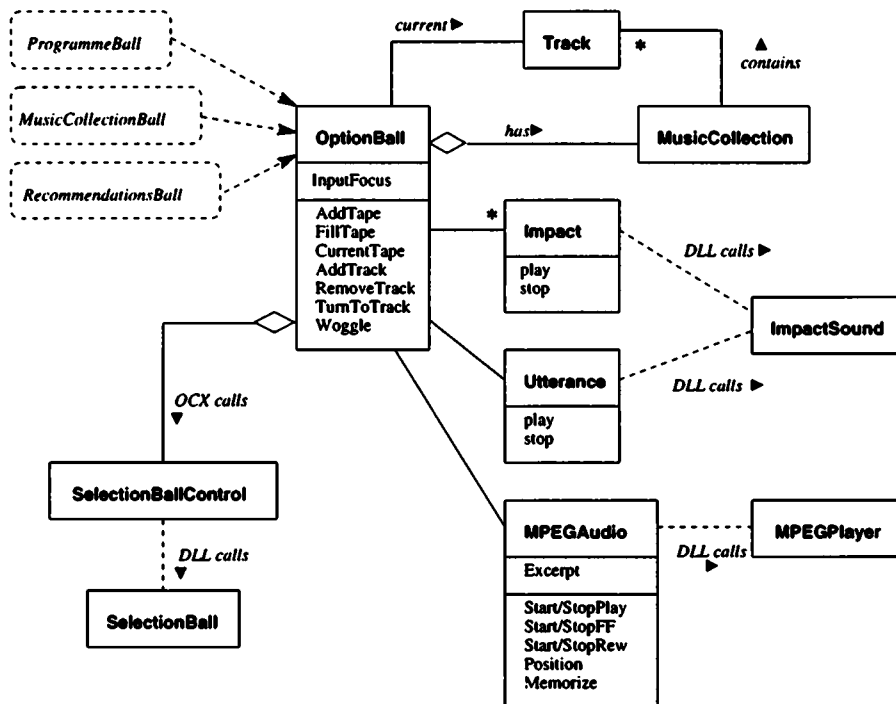 current ▶
Track
*
▲
contains
ProgrammeBall
MusicCollectionBall
RecommendationsBall
OptionBall
has▶
MusicCollection
InputFocus
AddTape
FillTape
CurrentTape
AddTrack
RemoveTrack
TurnToTrack
Woggle
*
Impact
play
stop
DLL calls ▶
ImpactSound
Utterance
play
stop
DLL calls ▶
OCX calls
▼
SelectionBallControl
DLL calls
▼
SelectionBall
MPEGAudio
Excerpt
Start/StopPlay
Start/StopFF
Start/StopRew
Position
Memorize
DLL calls
▶
MPEGPlayer